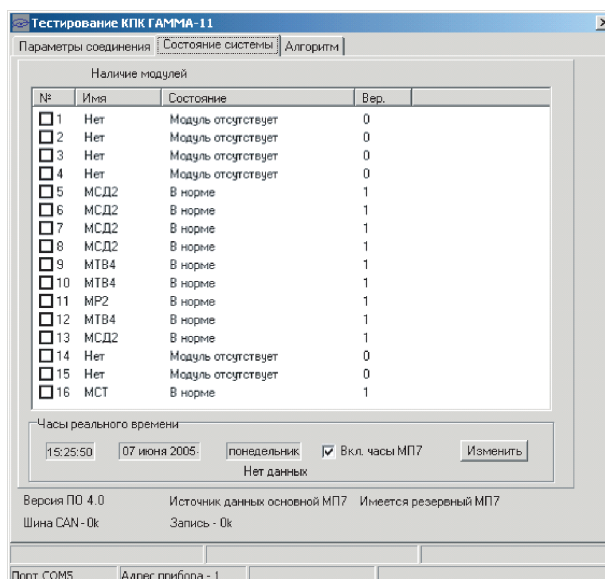 Тестирование КПК ГАММА-11
Параметры соединения Состояние системы Алгоритм
Наличие модулей
№ Имя Состояние Вер.
1 Нет Модуль отсутствует 0
2 Нет Модуль отсутствует 0
3 Нет Модуль отсутствует 0
4 Нет Модуль отсутствует 0
5 МСД2 В норме 1
6 МСД2 В норме 1
7 МСД2 В норме 1
8 МСД2 В норме 1
9 МТВ4 В норме 1
10 МТВ4 В норме 1
11 МР2 В норме 1
12 МТВ4 В норме 1
13 МСД2 В норме 1
14 Нет Модуль отсутствует 0
15 Нет Модуль отсутствует 0
16 МСТ В норме 1
Часы реального времени
15:25:50 07 июня 2005 понедельник Вкл. часы МП7 Изменить
Нет данных
Версия ПО 4.0 Источник данных основной МП7 Имеется резервный МП7
Шина CAN - Ok Запись - Ok
Порт COM5 Адрес прибора - 1